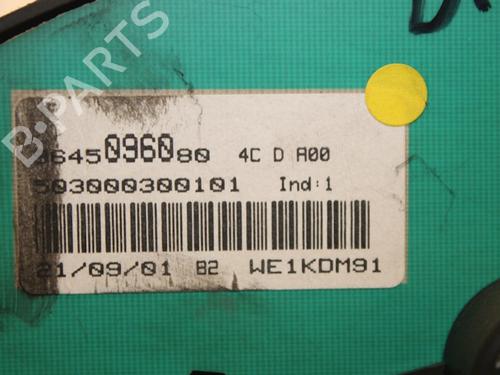 B-PARTS
9645096080 4C D A00
503000300101 Ind:1
21/09/01 B2 WE1KDM91